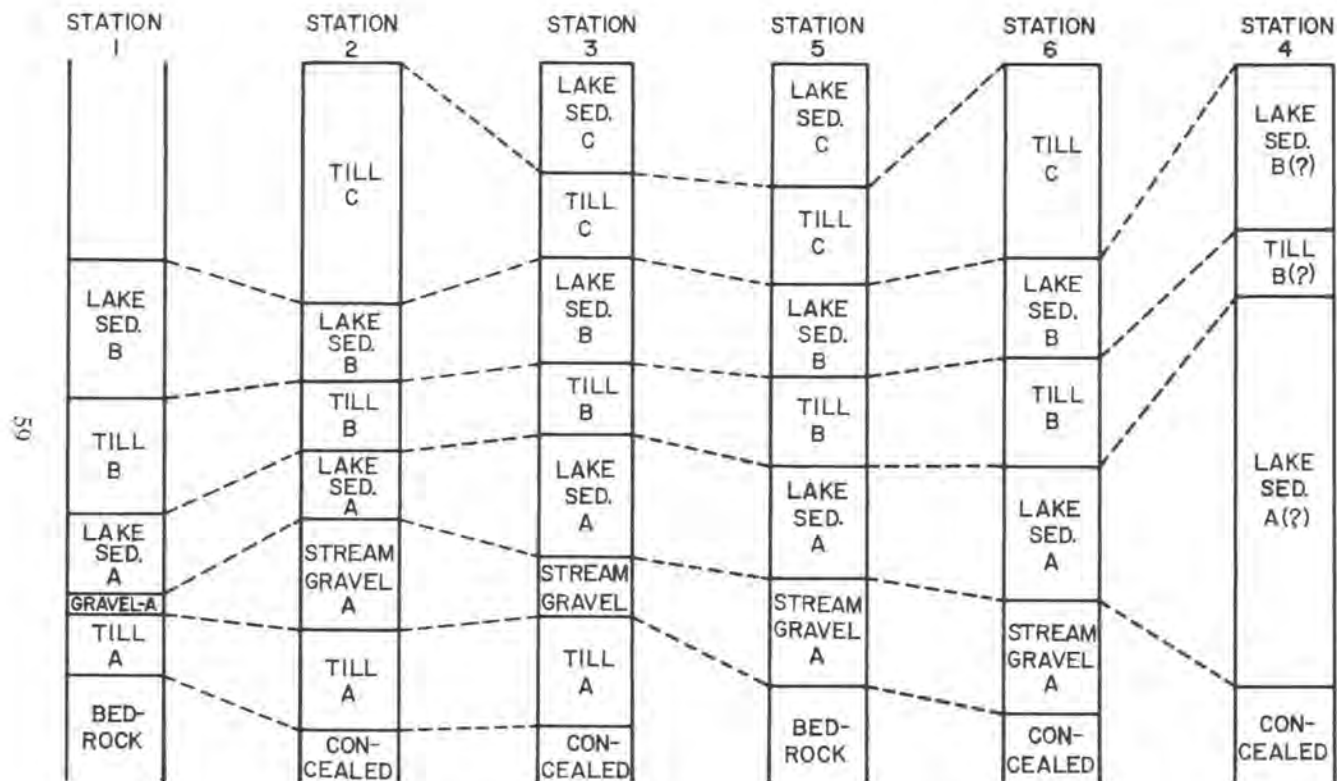 STATION
1
LAKE
SED.
B
TILL
B
LAKE
SED.
A
GRAVEL-A
TILL
A
BED-
ROCK
STATION
2
TILL
C
LAKE
SED.
B
TILL
B
LAKE
SED.
A
STREAM
GRAVEL
A
TILL
A
CON-
CEALED
STATION
3
LAKE
SED.
C
TILL
C
LAKE
SED.
B
TILL
B
LAKE
SED.
A
STREAM
GRAVEL
TILL
A
CON-
CEALED
STATION
5
LAKE
SED.
C
TILL
C
LAKE
SED.
B
TILL
B
LAKE
SED.
A
STREAM
GRAVEL
A
BED-
ROCK
STATION
6
TILL
C
LAKE
SED.
B
TILL
B
LAKE
SED.
A
STREAM
GRAVEL
A
CON-
CEALED
STATION
4
LAKE
SED.
B(?)
TILL
B(?)
LAKE
SED.
A(?)
CON-
CEALED
59